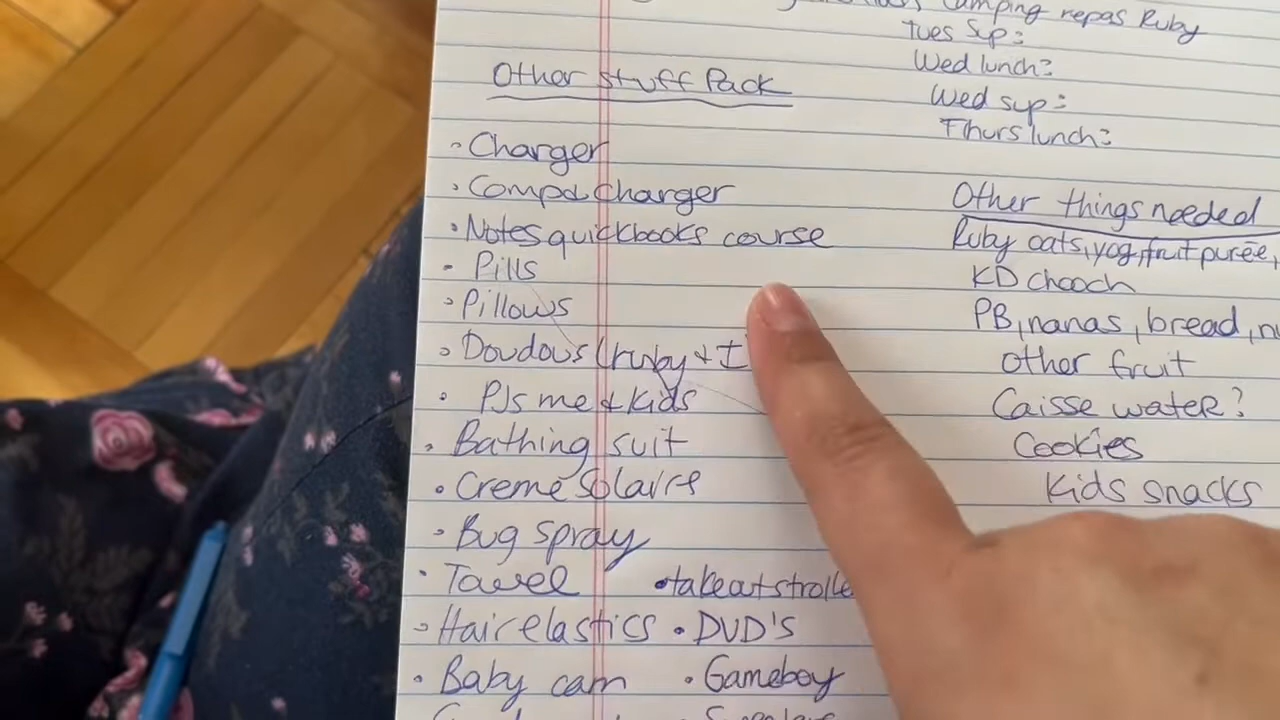 Camping repas Ruby
Tues Sup:
Wed lunch:
Wed sup:
Thurs lunch:
Other Stuff Pack
• Charger
• Charger
• Notes quickbooks course
• Pills
• Pillows
• Doudous (ruby + I
• PJs me + kids
• Bathing suit
• Creme solaire
• Bug spray
• Towel
• take out strolle
• Hair elastics
• DVD's
• Baby cam
• Gameboy
Other things needed
Ruby oats, yog, fruit purée,
KD chooch
PB, nanas, bread,
Other fruit
Caisse water?
Cookies
Kids snacks